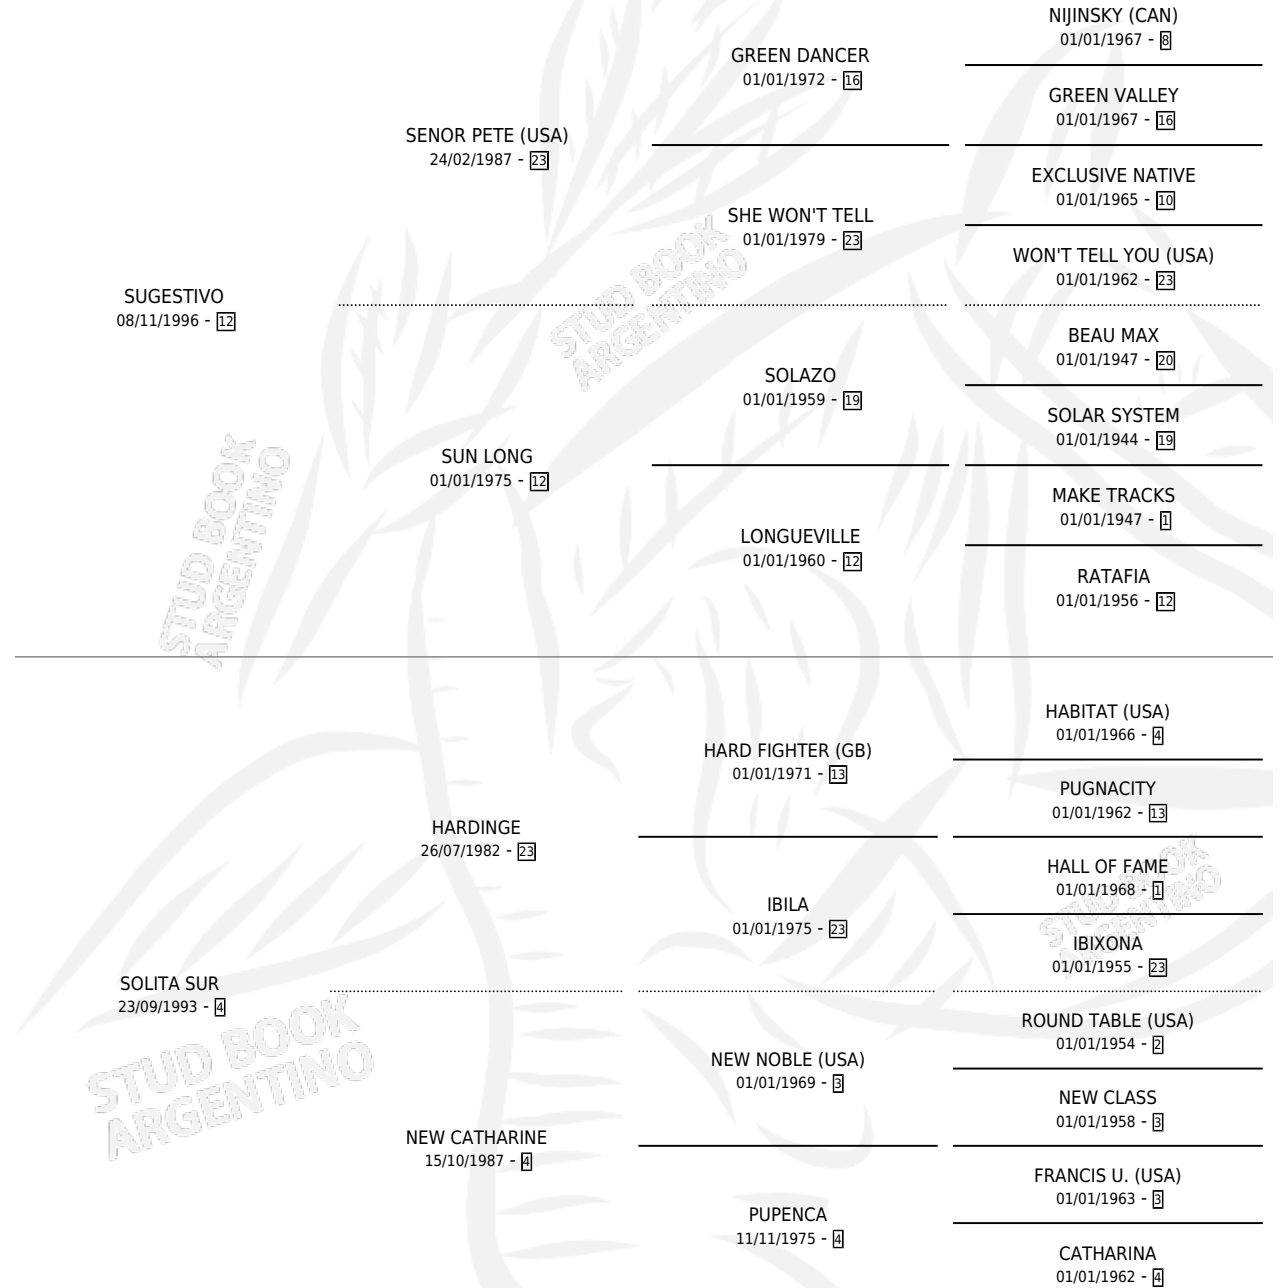 NIJINSKY (CAN)
01/01/1967 - 8
GREEN DANCER
01/01/1972 - 16
GREEN VALLEY
01/01/1967 - 16
SENOR PETE (USA)
24/02/1987 - 23
EXCLUSIVE NATIVE
01/01/1965 - 10
SHE WON'T TELL
01/01/1979 - 23
WON'T TELL YOU (USA)
01/01/1962 - 23
SUGESTIVO
08/11/1996 - 12
BEAU MAX
01/01/1947 - 20
SOLAZO
01/01/1959 - 19
SOLAR SYSTEM
01/01/1944 - 19
SUN LONG
01/01/1975 - 12
MAKE TRACKS
01/01/1947 - 1
LONGUEVILLE
01/01/1960 - 12
RATAFIA
01/01/1956 - 12
HABITAT (USA)
01/01/1966 - 4
HARD FIGHTER (GB)
01/01/1971 - 13
PUGNACITY
01/01/1962 - 13
HARDINGE
26/07/1982 - 23
HALL OF FAME
01/01/1968 - 1
IBILA
01/01/1975 - 23
IBIXONA
01/01/1955 - 23
SOLITA SUR
23/09/1993 - 4
ROUND TABLE (USA)
01/01/1954 - 2
NEW NOBLE (USA)
01/01/1969 - 3
NEW CLASS
01/01/1958 - 3
NEW CATHARINE
15/10/1987 - 4
FRANCIS U. (USA)
01/01/1963 - 3
PUPENCA
11/11/1975 - 4
CATHARINA
01/01/1962 - 4
STUD BOOK
ARGENTINO
STUD BOOK
ARGENTINO
STUD BOOK
ARGENTINO
STUD BOOK
ARGENTINO